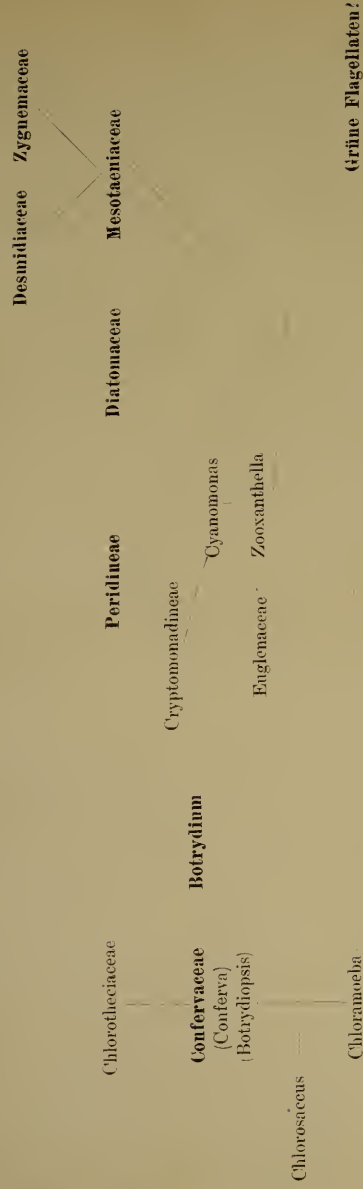 Desmidiaceae Zygnemaceae
Chlorotheciaceae Peridineae Diatomaceae Mesotaeniaceae
Cryptomonadineae
Confervaceae Botrydium
(Conferva) Cyanomonas
(Botrydiopsis) Euglenaceae Zooxanthella
Chlorosaccus
Chloramoeba Grüne Flagellaten?